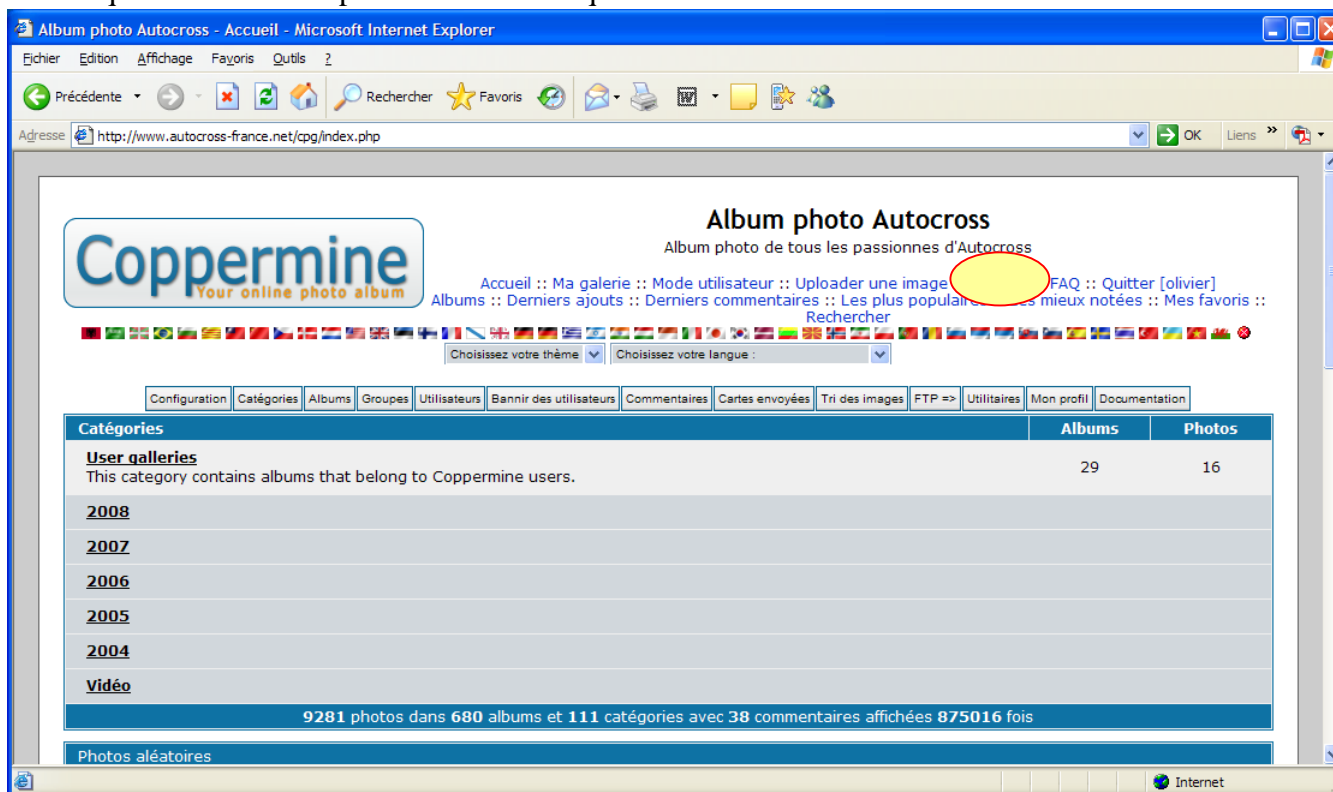 Album photo Autocross - Accueil - Microsoft Internet Explorer
Fichier Edition Affichage Favoris Outils ?
Précédente Rechercher Favoris
Adresse http://www.autocross-france.net/cpg/index.php OK Liens »
Coppermine
Your online photo album
Album photo Autocross
Album photo de tous les passionnes d'Autocross
Accueil :: Ma galerie :: Mode utilisateur :: Uploader une image FAQ :: Quitter [olivier]
Albums :: Derniers ajouts :: Derniers commentaires :: Les plus mieux notées :: Mes favoris ::
Rechercher
Choisissez votre thème Choisissez votre langue :
Configuration Catégories Albums Groupes Utilisateurs Bannir des utilisateurs Commentaires Cartes envoyées Tri des images FTP => Utilitaires Mon profil Documentation
Catégories Albums Photos
User galleries
This category contains albums that belong to Coppermine users. 29 16
2008
2007
2006
2005
2004
Vidéo
9281 photos dans 680 albums et 111 catégories avec 38 commentaires affichées 875016 fois
Photos aléatoires
Internet